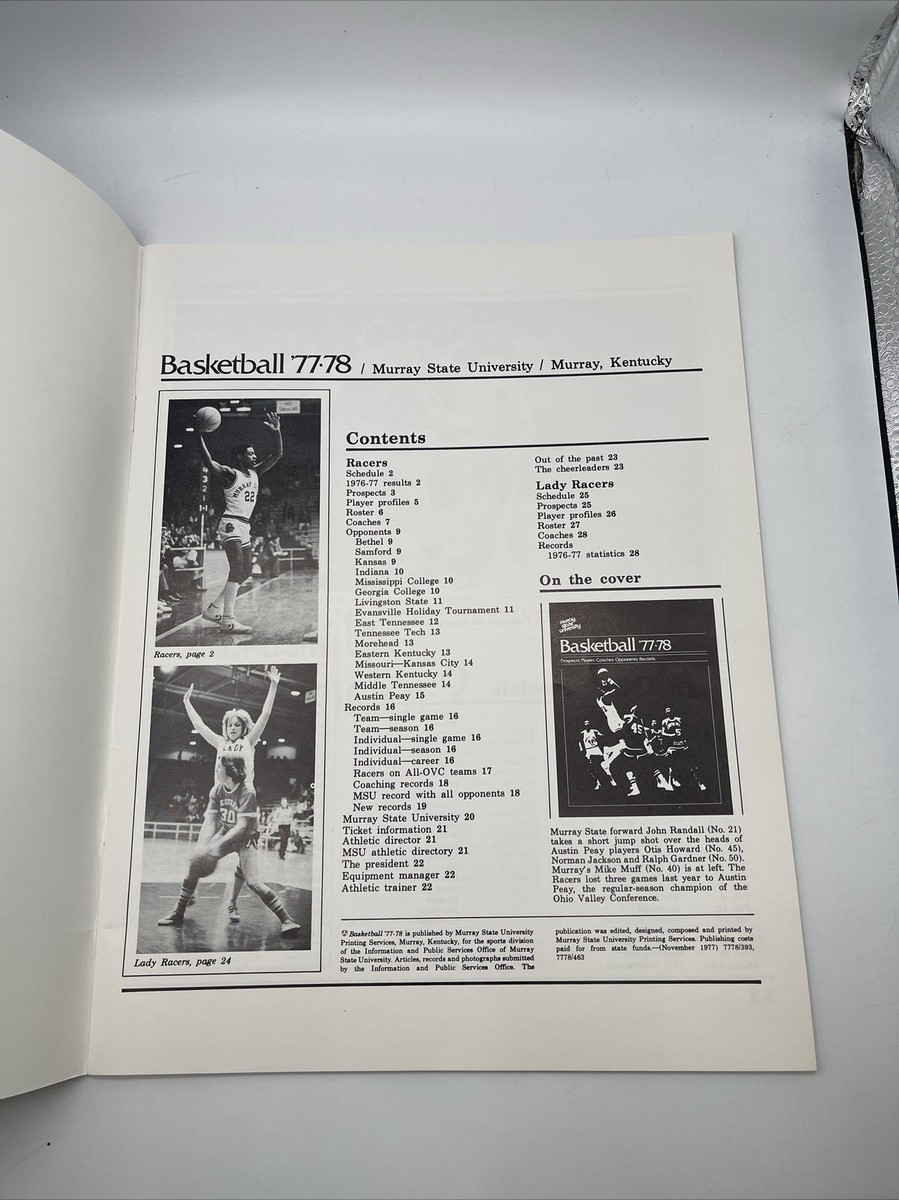 Basketball '77-78 / Murray State University / Murray, Kentucky
MURRAY
22
Racers, page 2
LADY
30
Lady Racers, page 24
Contents
Racers
Schedule 2
1976-77 results 2
Prospects 3
Player profiles 5
Roster 6
Coaches 7
Opponents 9
Bethel 9
Samford 9
Kansas 9
Indiana 10
Mississippi College 10
Georgia College 10
Livingston State 11
Evansville Holiday Tournament 11
East Tennessee 12
Tennessee Tech 13
Morehead 13
Eastern Kentucky 13
Missouri—Kansas City 14
Western Kentucky 14
Middle Tennessee 14
Austin Peay 15
Records 16
Team—single game 16
Team—season 16
Individual—single game 16
Individual—season 16
Individual—career 16
Racers on All-OVC teams 17
Coaching records 18
MSU record with all opponents 18
New records 19
Murray State University 20
Ticket information 21
Athletic director 21
MSU athletic directory 21
The president 22
Equipment manager 22
Athletic trainer 22
Out of the past 23
The cheerleaders 23
Lady Racers
Schedule 25
Prospects 25
Player profiles 26
Roster 27
Coaches 28
Records
1976-77 statistics 28
On the cover
murray
state
university
Basketball 77-78
Prospects Players Coaches Opponents Records
45
Murray State forward John Randall (No. 21)
takes a short jump shot over the heads of
Austin Peay players Otis Howard (No. 45),
Norman Jackson and Ralph Gardner (No. 50).
Murray's Mike Muff (No. 40) is at left. The
Racers lost three games last year to Austin
Peay, the regular-season champion of the
Ohio Valley Conference.
Basketball '77-78 is published by Murray State University
Printing Services, Murray, Kentucky, for the sports division
of the Information and Public Services Office of Murray
State University. Articles, records and photographs submitted
by the Information and Public Services Office. The
publication was edited, designed, composed and printed by
Murray State University Printing Services. Publishing costs
paid for from state funds.—(November 1977) 7778/393,
7778/463